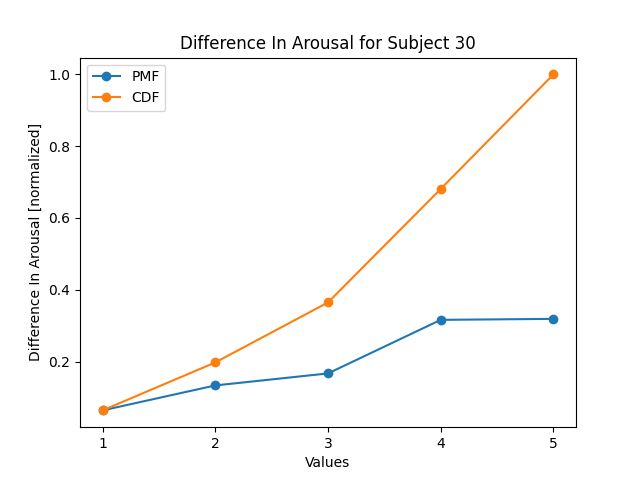 Difference In Arousal for Subject 30
PMF
CDF
Difference In Arousal [normalized]
1.0
0.8
0.6
0.4
0.2
1 2 3 4 5
Values